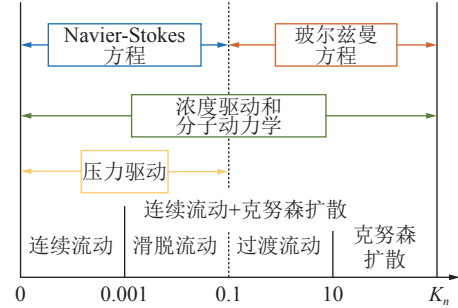 Navier-Stokes
方程
玻尔兹曼
方程
浓度驱动和
分子动力学
压力驱动
连续流动+克努森扩散
连续流动
滑脱流动
过渡流动
克努森
扩散
0
0.001
0.1
10
Kn